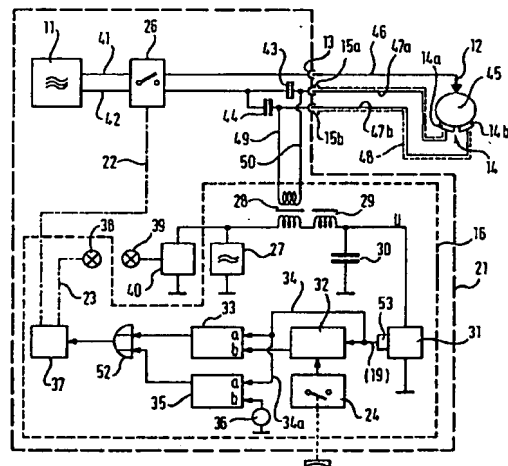 11 41 26 13 46 12
43 15a 47a 14a 45
42 44 14b
49 15b 47b 14
22 50 48
28 29 16
38 39 U 21
27 30
40 34
23 33 32 53
a
b
37 52 35 (19) 31
a
b 34a 24
36